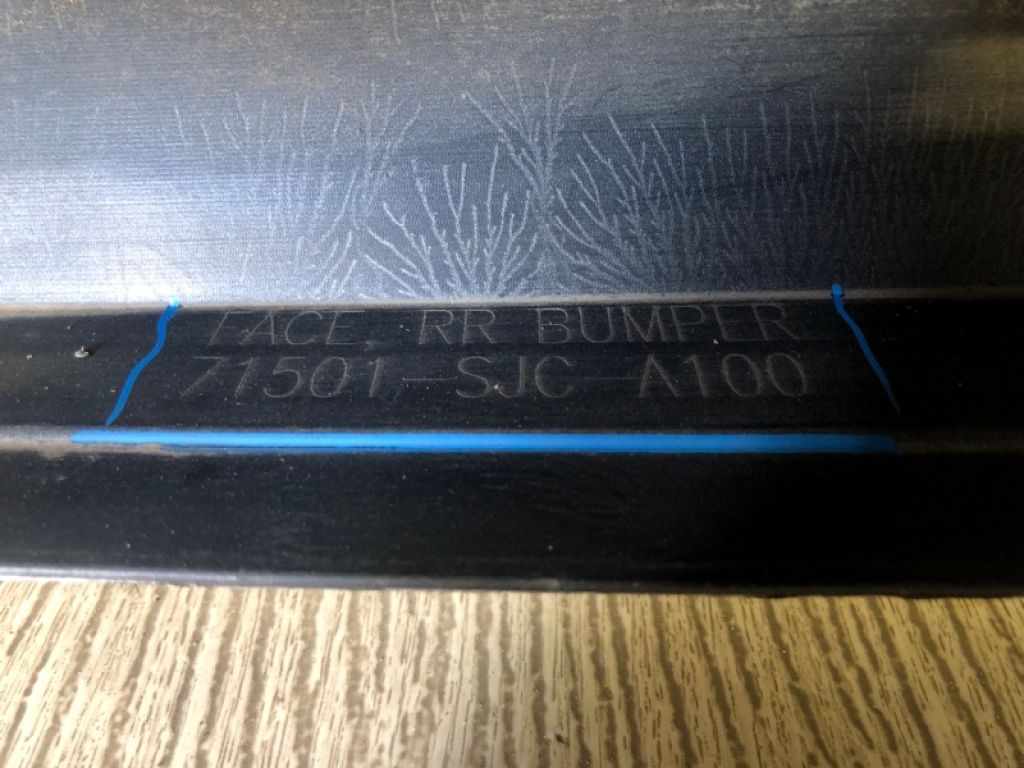 FACE, RR BUMPER
71501-SJC-A100